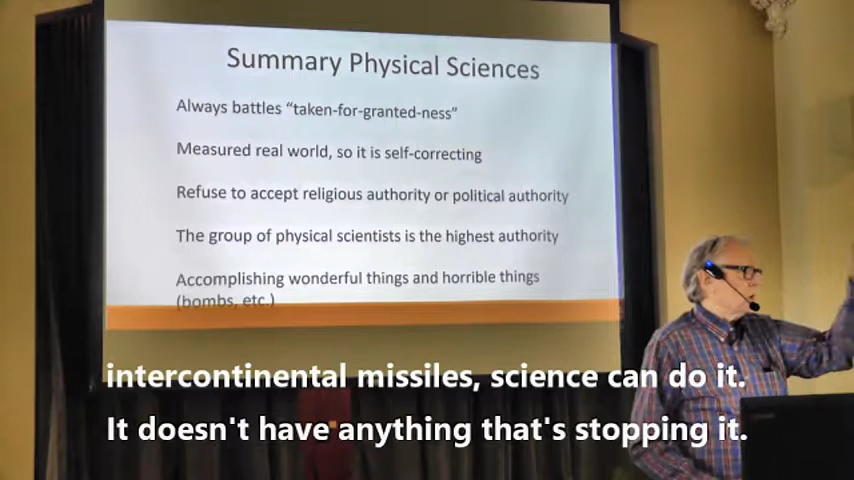 Summary Physical Sciences
Always battles “taken-for-granted-ness”
Measured real world, so it is self-correcting
Refuse to accept religious authority or political authority
The group of physical scientists is the highest authority
Accomplishing wonderful things and horrible things
(bombs, etc.)
intercontinental missiles, science can do it.
It doesn't have anything that's stopping it.